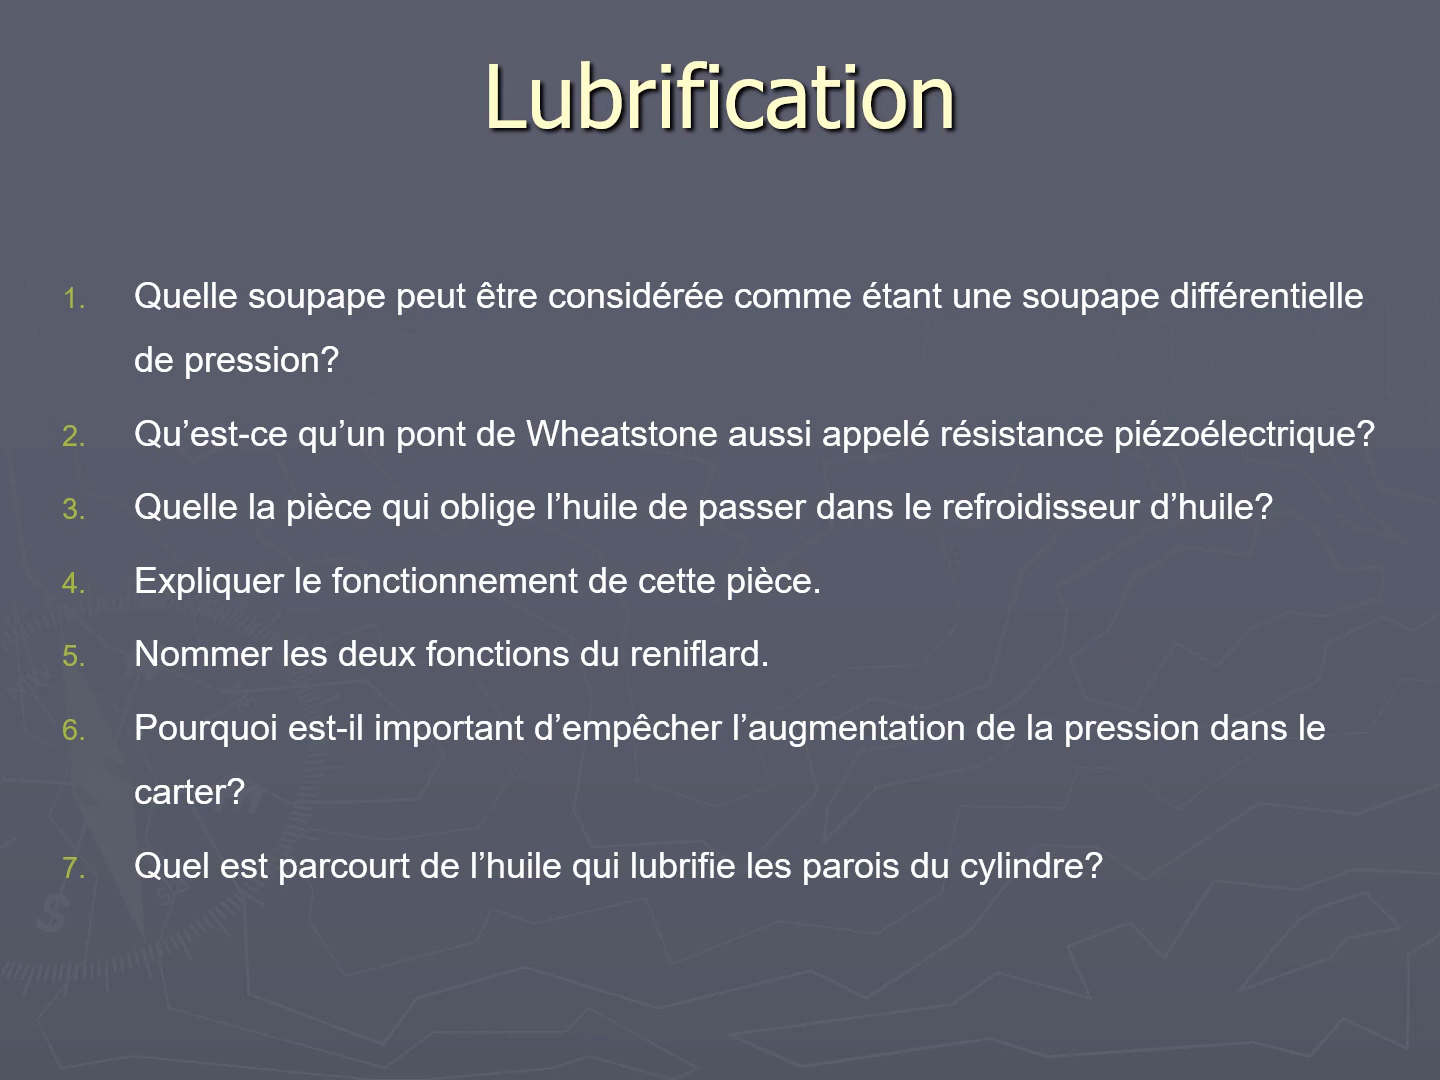 Lubrification
1. Quelle soupape peut être considérée comme étant une soupape différentielle
de pression?
2. Qu’est-ce qu’un pont de Wheatstone aussi appelé résistance piézoélectrique?
3. Quelle la pièce qui oblige l’huile de passer dans le refroidisseur d’huile?
4. Expliquer le fonctionnement de cette pièce.
5. Nommer les deux fonctions du reniflard.
6. Pourquoi est-il important d’empêcher l’augmentation de la pression dans le
carter?
7. Quel est parcourt de l’huile qui lubrifie les parois du cylindre?